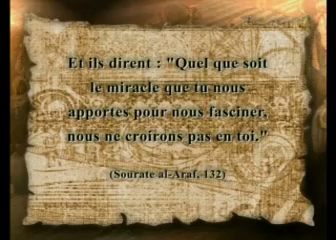 Et ils dirent : "Quel que soit
le miracle que tu nous
apportes pour nous fasciner,
nous ne croirons pas en toi."
(Sourate al-Araf, 132)